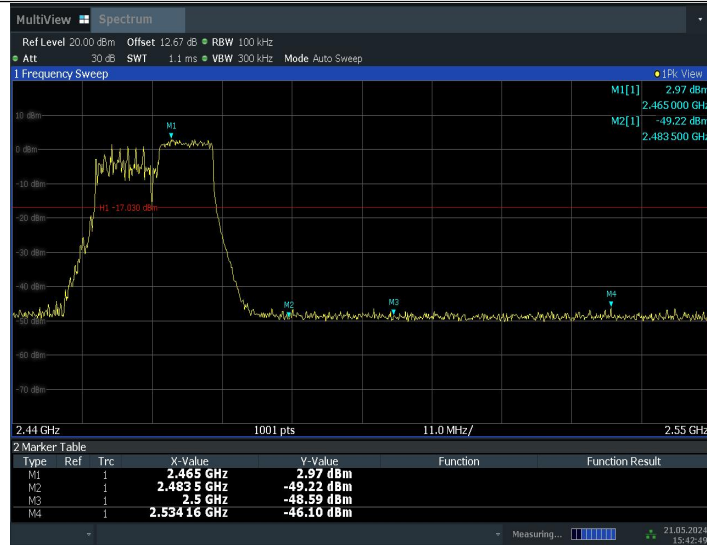 MultiView Spectrum
Ref Level 20.00 dBm Offset 12.67 dB RBW 100 kHz
Att 30 dB SWT 1.1 ms VBW 300 kHz Mode Auto Sweep
1 Frequency Sweep 1Pk View
M1[1] 2.97 dBm
2.465 000 GHz
M2[1] -49.22 dBm
2.483 500 GHz
10 dBm
M1
0 dBm
-10 dBm
H1 -17.030 dBm
-20 dBm
-30 dBm
-40 dBm
M2 M3 M4
-50 dBm
-60 dBm
-70 dBm
2.44 GHz 1001 pts 11.0 MHz/ 2.55 GHz
2 Marker Table
Type Ref Trc X-Value Y-Value Function Function Result
M1 1 2.465 GHz 2.97 dBm
M2 1 2.483 5 GHz -49.22 dBm
M3 1 2.5 GHz -48.59 dBm
M4 1 2.534 16 GHz -46.10 dBm
Measuring... 21.05.2024
15:42:49